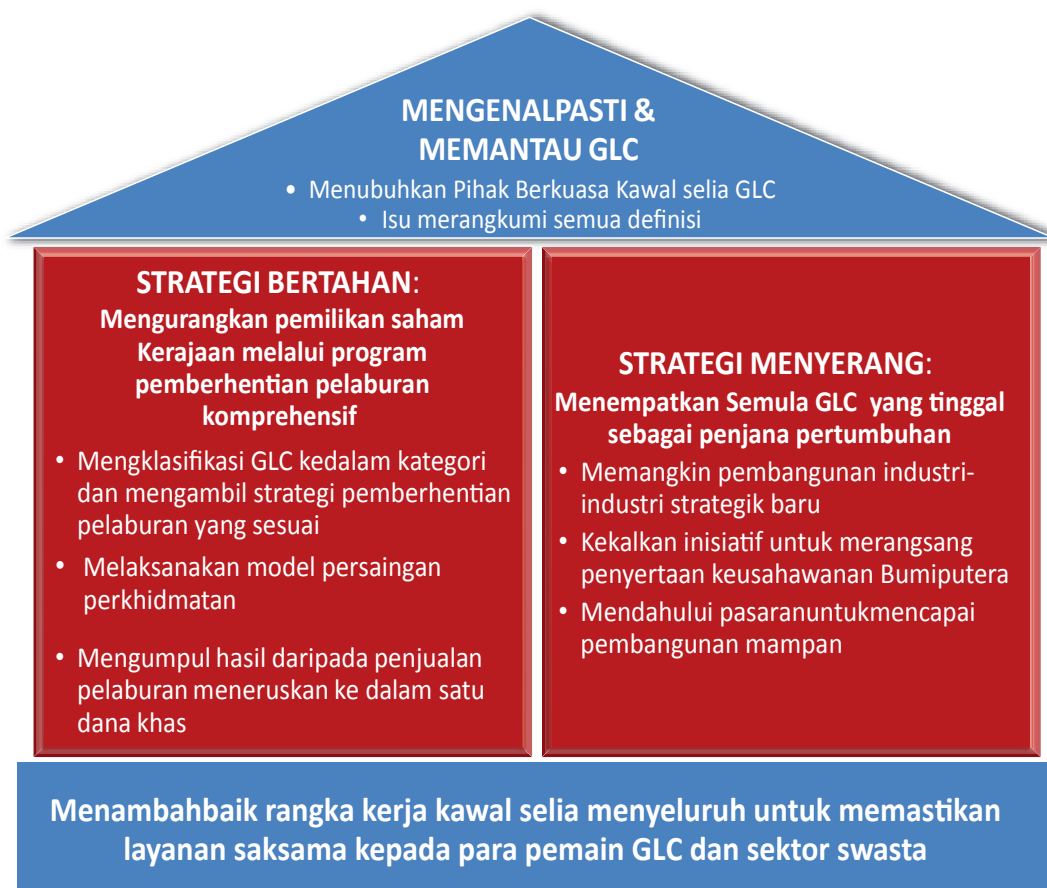 MENGENALPASTI &
MEMANTAU GLC
• Menubuhkan Pihak Berkuasa Kawal selia GLC
• Isu merangkumi semua definisi
STRATEGI BERTAHAN:
Mengurangkan pemilikan saham
Kerajaan melalui program
pemberhentian pelaburan
komprehensif
• Mengklasifikasi GLC kedalam kategori
dan mengambil strategi pemberhentian
pelaburan yang sesuai
• Melaksanakan model persaingan
perkhidmatan
• Mengumpul hasil daripada penjualan
pelaburan meneruskan ke dalam satu
dana khas
STRATEGI MENYERANG:
Menempatkan Semula GLC yang tinggal
sebagai penjana pertumbuhan
• Memangkin pembangunan industri-
industri strategik baru
• Kekalkan inisiatif untuk merangsang
penyertaan keusahawanan Bumiputera
• Mendahului pasaranuntukmencapai
pembangunan mampan
Menambahbaik rangka kerja kawal selia menyeluruh untuk memastikan
layanan saksama kepada para pemain GLC dan sektor swasta